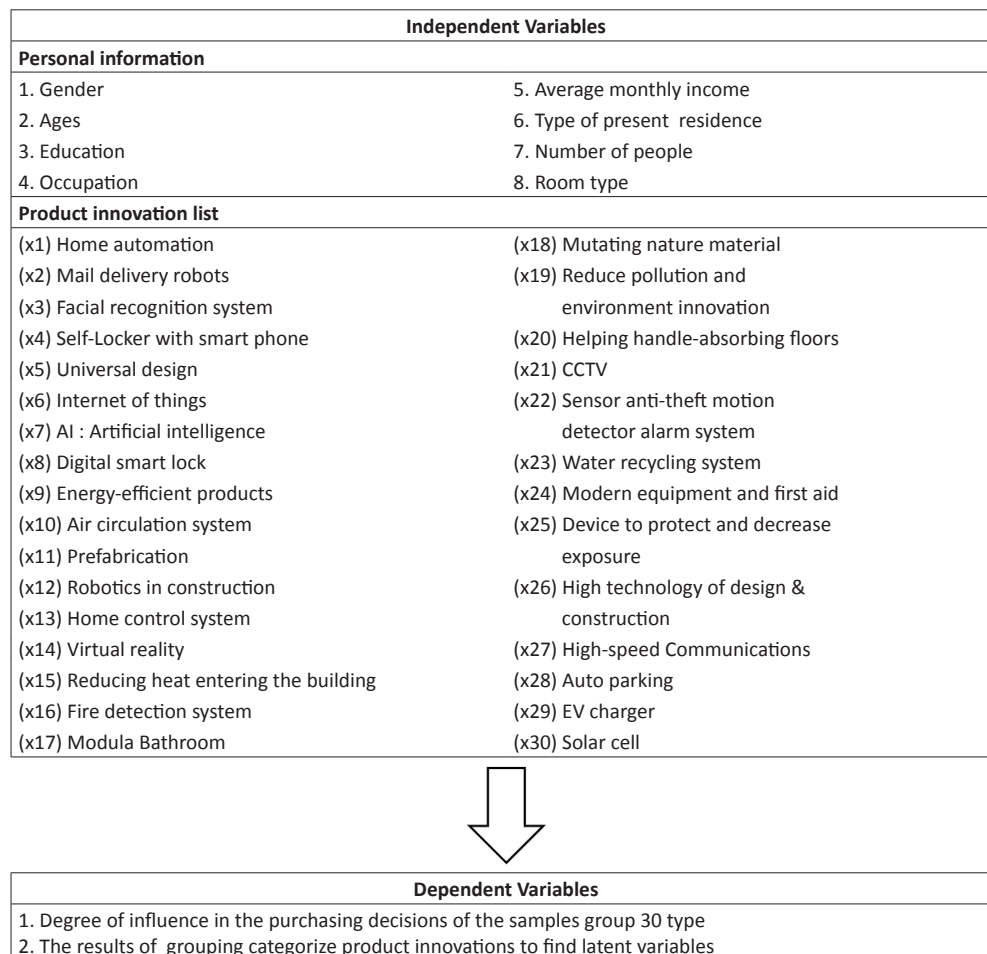 Independent Variables
Personal information
1. Gender
2. Ages
3. Education
4. Occupation
5. Average monthly income
6. Type of present residence
7. Number of people
8. Room type
Product innovation list
(x1) Home automation
(x2) Mail delivery robots
(x3) Facial recognition system
(x4) Self-Locker with smart phone
(x5) Universal design
(x6) Internet of things
(x7) AI : Artificial intelligence
(x8) Digital smart lock
(x9) Energy-efficient products
(x10) Air circulation system
(x11) Prefabrication
(x12) Robotics in construction
(x13) Home control system
(x14) Virtual reality
(x15) Reducing heat entering the building
(x16) Fire detection system
(x17) Modula Bathroom
(x18) Mutating nature material
(x19) Reduce pollution and
environment innovation
(x20) Helping handle-absorbing floors
(x21) CCTV
(x22) Sensor anti-theft motion
detector alarm system
(x23) Water recycling system
(x24) Modern equipment and first aid
(x25) Device to protect and decrease
exposure
(x26) High technology of design &
construction
(x27) High-speed Communications
(x28) Auto parking
(x29) EV charger
(x30) Solar cell
Dependent Variables
1. Degree of influence in the purchasing decisions of the samples group 30 type
2. The results of grouping categorize product innovations to find latent variables